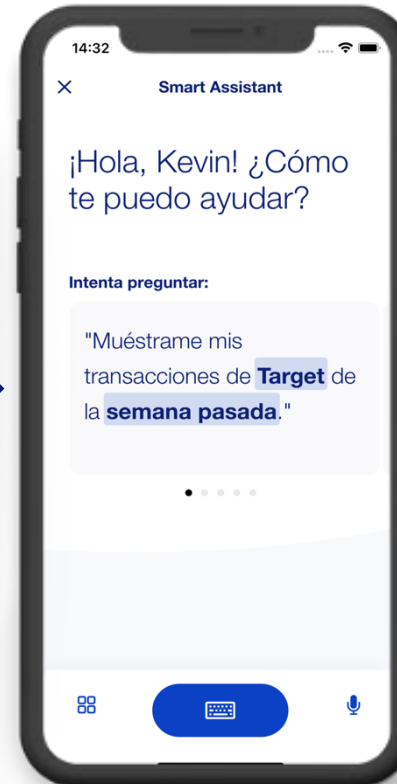 14:32
Smart Assistant
¡Hola, Kevin! ¿Cómo
te puedo ayudar?
Intenta preguntar:
"Muéstrame mis
transacciones de Target de
la semana pasada."